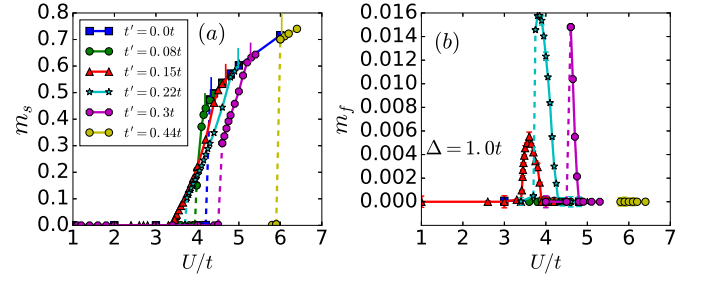 0.8
0.7
0.6
0.5
0.4
0.3
0.2
0.1
0.0
m_s
t′ = 0.0t
t′ = 0.08t
t′ = 0.15t
t′ = 0.22t
t′ = 0.3t
t′ = 0.44t
(a)
1 2 3 4 5 6 7
U/t
0.016
0.014
0.012
0.010
0.008
0.006
0.004
0.002
0.000
m_f
(b)
Δ = 1.0t
1 2 3 4 5 6 7
U/t